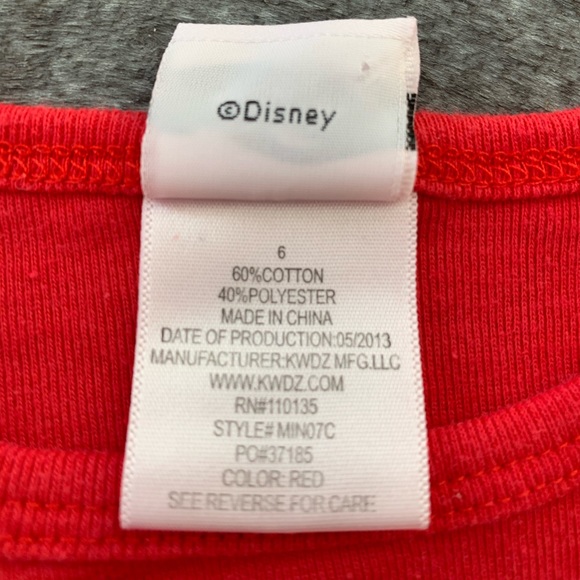 ©Disney
6
60%COTTON
40%POLYESTER
MADE IN CHINA
DATE OF PRODUCTION:05/2013
MANUFACTURER:KWDZ MFG.LLC
WWW.KWDZ.COM
RN#110135
STYLE# MIN07C
PO#37185
COLOR: RED
SEE REVERSE FOR CARE